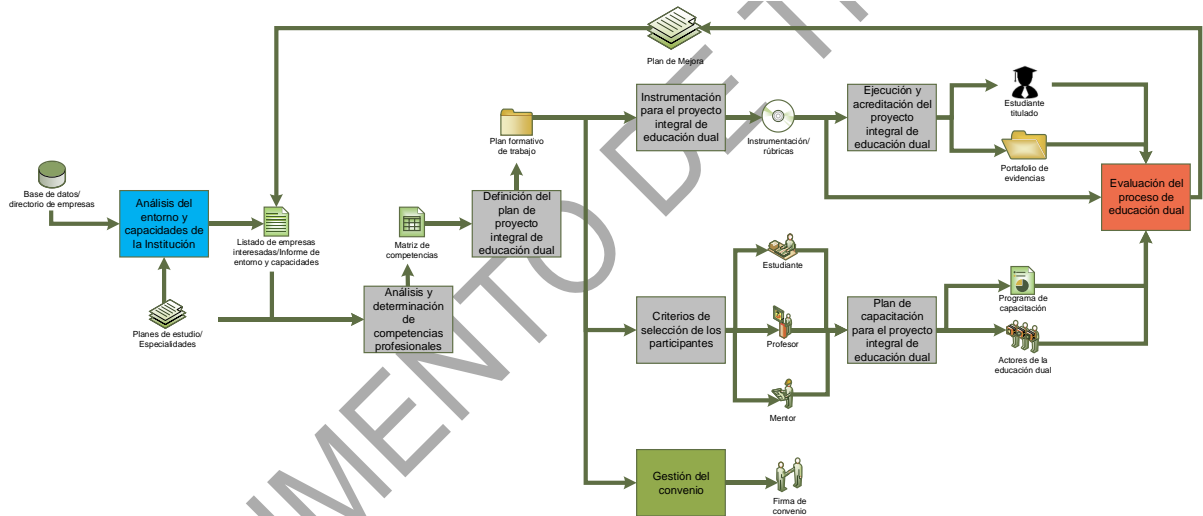 Plan de Mejora
Instrumentación
para el proyecto
integral de
educación dual
Instrumentación/
rúbricas
Ejecución y
acreditación del
proyecto
integral de
educación dual
Estudiante
titulado
Portafolio de
evidencias
Plan formativo
de trabajo
Base de datos/
directorio de empresas
Análisis del
entorno y
capacidades de
la Institución
Listado de empresas
interesadas/Informe de
entorno y capacidades
Matriz de
competencias
Definición del
plan de
proyecto
integral de
educación dual
Evaluación del
proceso de
educación dual
Planes de estudio/
Especialidades
Análisis y
determinación
de
competencias
profesionales
Criterios de
selección de los
participantes
Estudiante
Profesor
Mentor
Plan de
capacitación
para el proyecto
integral de
educación dual
Programa de
capacitación
Actores de la
educación dual
Gestión del
convenio
Firma de
convenio
UMENTO DE T